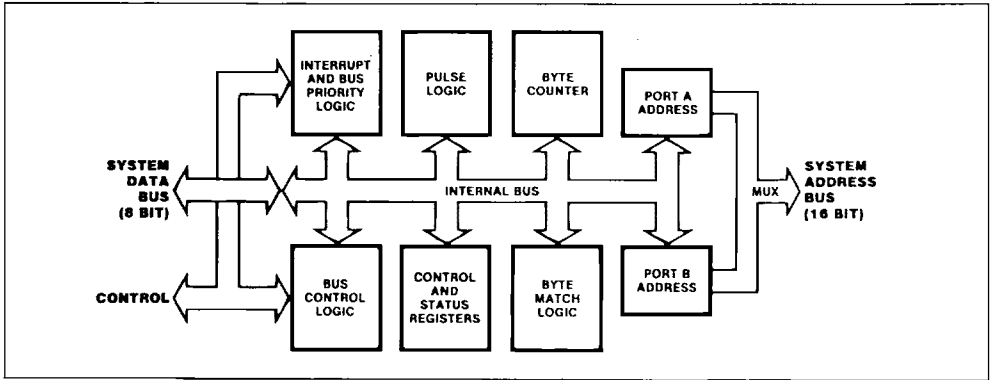 INTERRUPT
AND BUS
PRIORITY
LOGIC
PULSE
LOGIC
BYTE
COUNTER
PORT A
ADDRESS
SYSTEM
DATA
BUS
(8 BIT)
INTERNAL BUS
MUX
SYSTEM
ADDRESS
BUS
(16 BIT)
CONTROL
BUS
CONTROL
LOGIC
CONTROL
AND
STATUS
REGISTERS
BYTE
MATCH
LOGIC
PORT B
ADDRESS